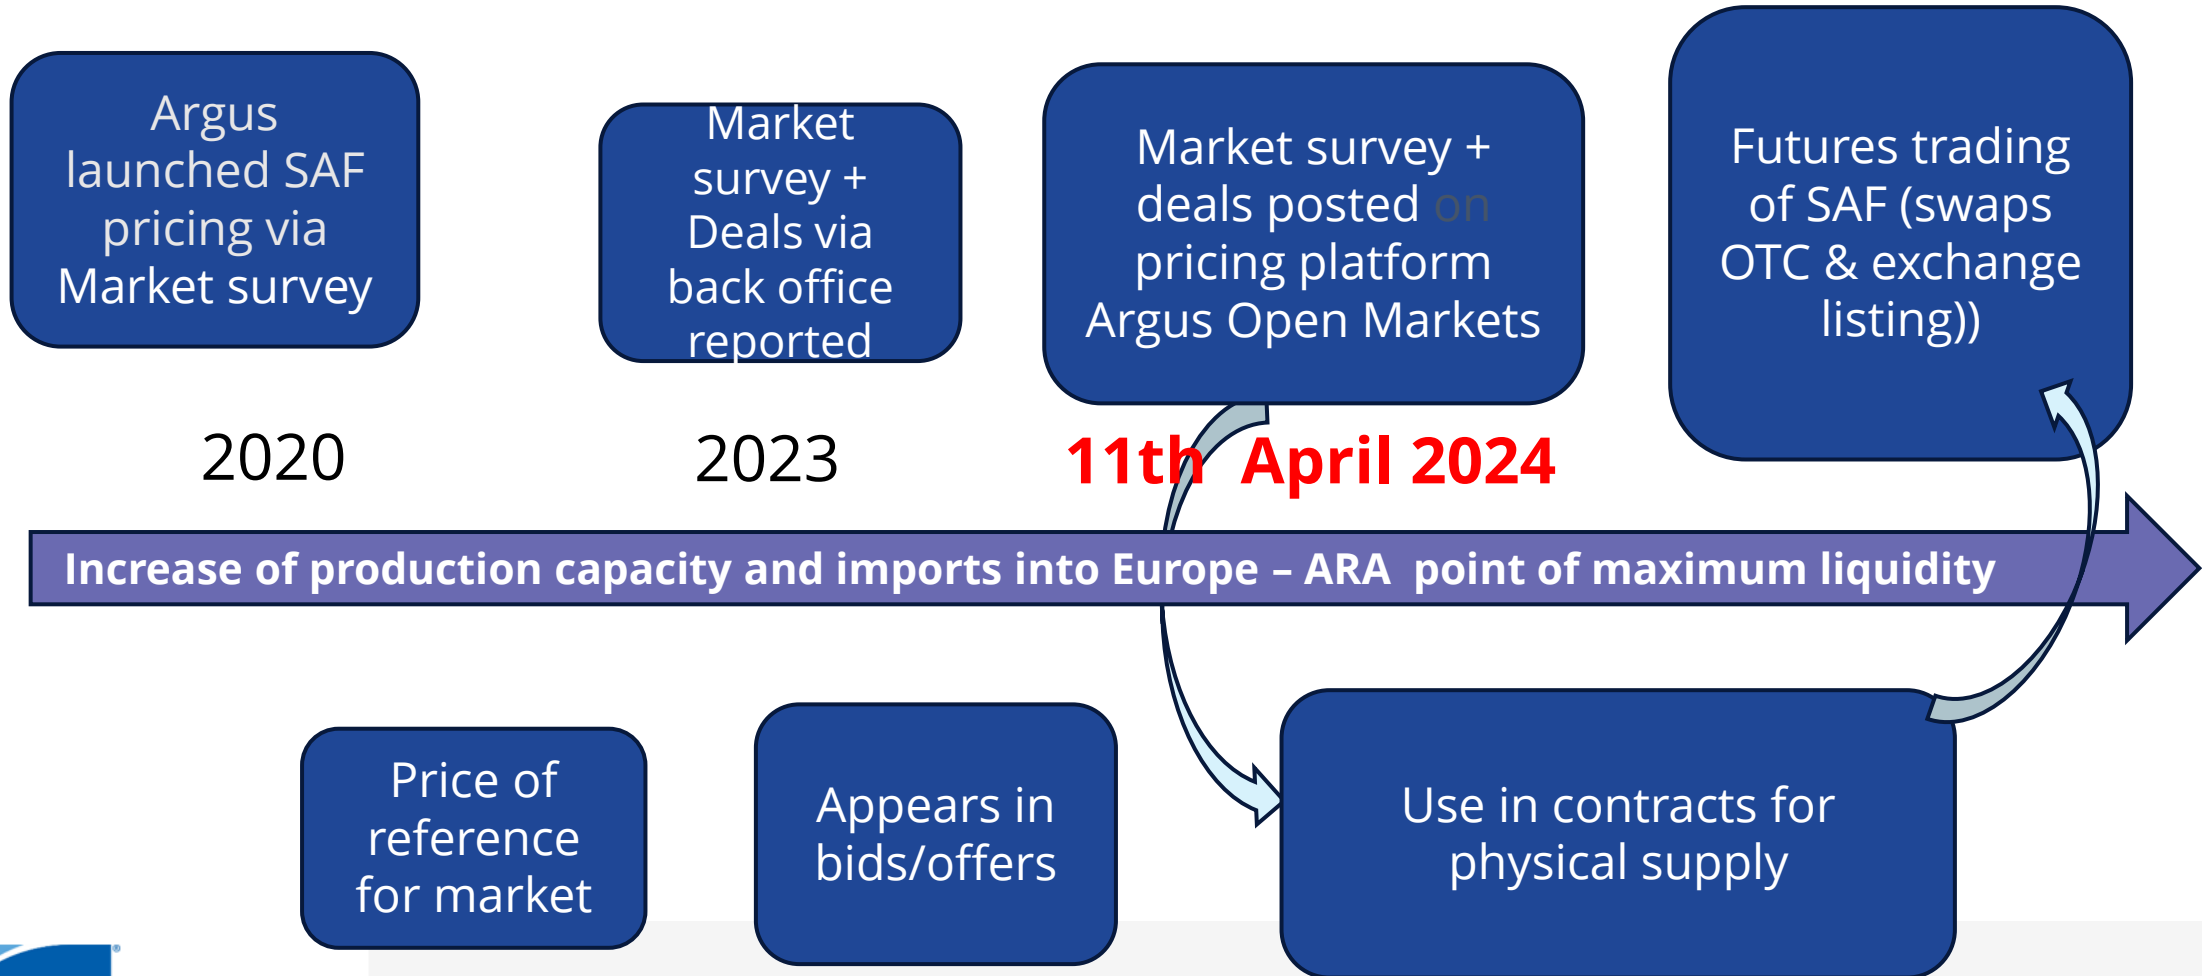 Argus
launched SAF
pricing via
Market survey
Market
survey +
Deals via
back office
reported
Market survey +
deals posted on
pricing platform
Argus Open Markets
Futures trading
of SAF (swaps
OTC & exchange
listing))
2020
2023
11th April 2024
Increase of production capacity and imports into Europe – ARA point of maximum liquidity
Price of
reference
for market
Appears in
bids/offers
Use in contracts for
physical supply
®